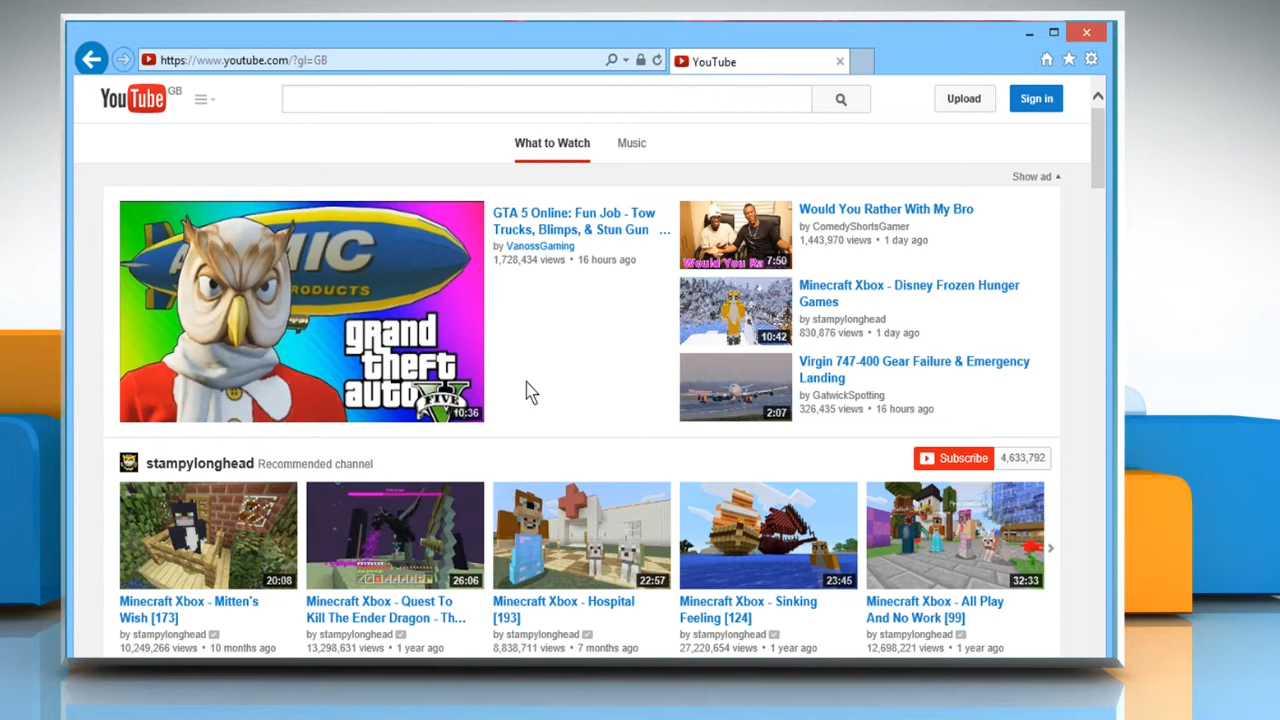 https://www.youtube.com/?gl=GB
YouTube
YouTube GB
Upload
Sign in
What to Watch
Music
Show ad
AMIC
PRODUCTS
grand
theft
auto
V
FIVE
10:36
GTA 5 Online: Fun Job - Tow
Trucks, Blimps, & Stun Gun ...
by VanossGaming
1,728,434 views • 16 hours ago
Would You Ra
7:50
Would You Rather With My Bro
by ComedyShortsGamer
1,443,970 views • 1 day ago
10:42
Minecraft Xbox - Disney Frozen Hunger
Games
by stampylonghead
830,876 views • 1 day ago
2:07
Virgin 747-400 Gear Failure & Emergency
Landing
by GatwickSpotting
326,435 views • 16 hours ago
stampylonghead Recommended channel
Subscribe
4,633,792
20:08
Minecraft Xbox - Mitten's
Wish [173]
by stampylonghead
10,249,266 views • 10 months ago
26:06
Minecraft Xbox - Quest To
Kill The Ender Dragon - Th...
by stampylonghead
13,298,631 views • 1 year ago
22:57
Minecraft Xbox - Hospital
[193]
by stampylonghead
8,838,711 views • 7 months ago
23:45
Minecraft Xbox - Sinking
Feeling [124]
by stampylonghead
27,220,654 views • 1 year ago
32:33
Minecraft Xbox - All Play
And No Work [99]
by stampylonghead
12,698,221 views • 1 year ago